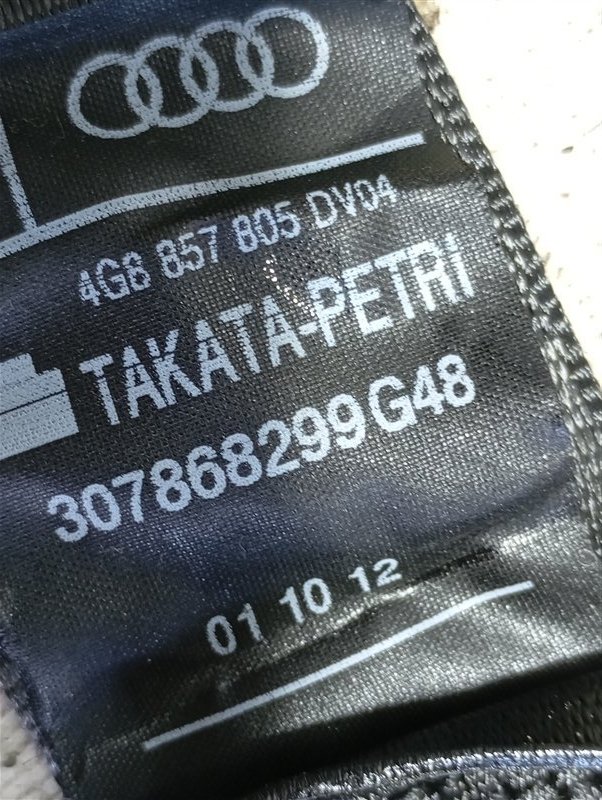 4G8 857 805 DV04
TAKATA-PETRI
307868299G48
01 10 12